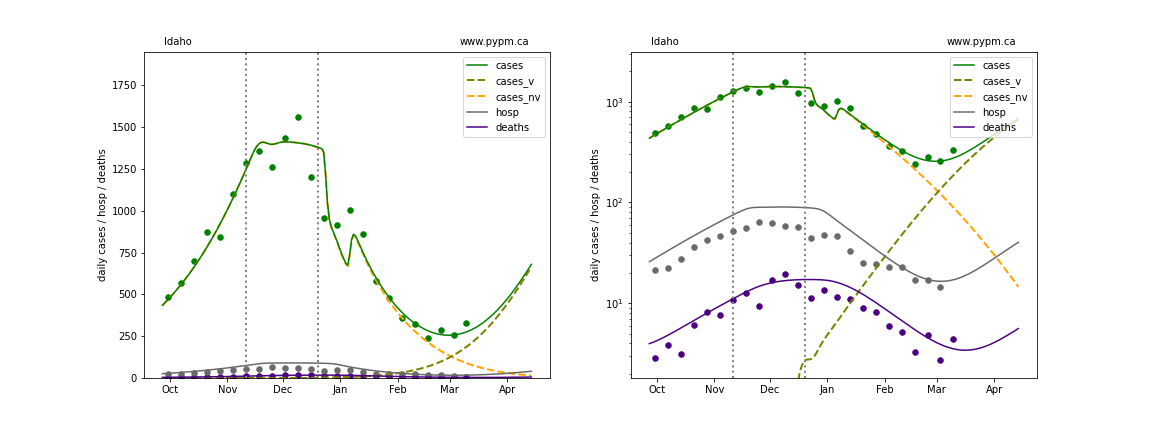 Idaho www.pypm.ca
daily cases / hosp / deaths
1750
1500
1250
1000
750
500
250
0
cases
cases_v
cases_nv
hosp
deaths
Oct Nov Dec Jan Feb Mar Apr
Idaho www.pypm.ca
daily cases / hosp / deaths
10³
10²
10¹
cases
cases_v
cases_nv
hosp
deaths
Oct Nov Dec Jan Feb Mar Apr